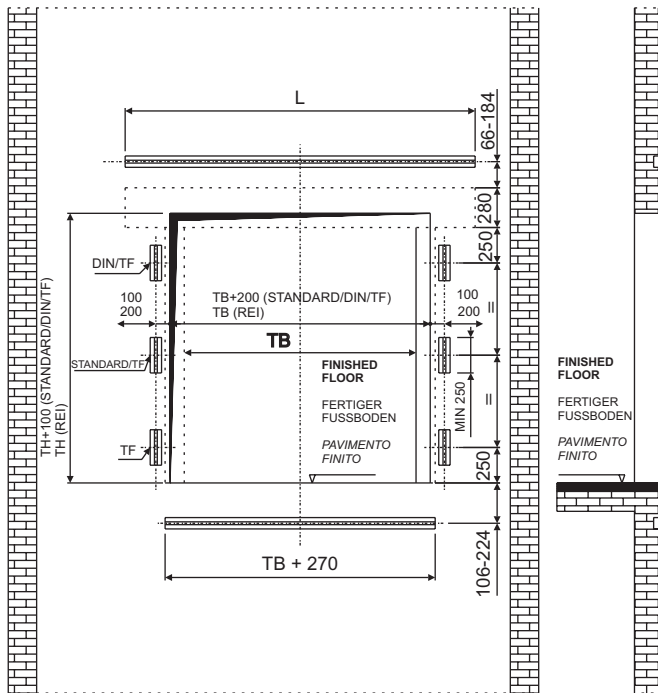 L
66-184
280
250
DIN/TF
100
200
TB+200 (STANDARD/DIN/TF)
TB (REI)
100
200
=
TB
STANDARD/TF
TH+100 (STANDARD/DIN/TF)
TH (REI)
FINISHED
FLOOR
FERTIGER
FUSSBODEN
PAVIMENTO
FINITO
MIN 250
=
TF
250
TB + 270
106-224
FINISHED
FLOOR
FERTIGER
FUSSBODEN
PAVIMENTO
FINITO